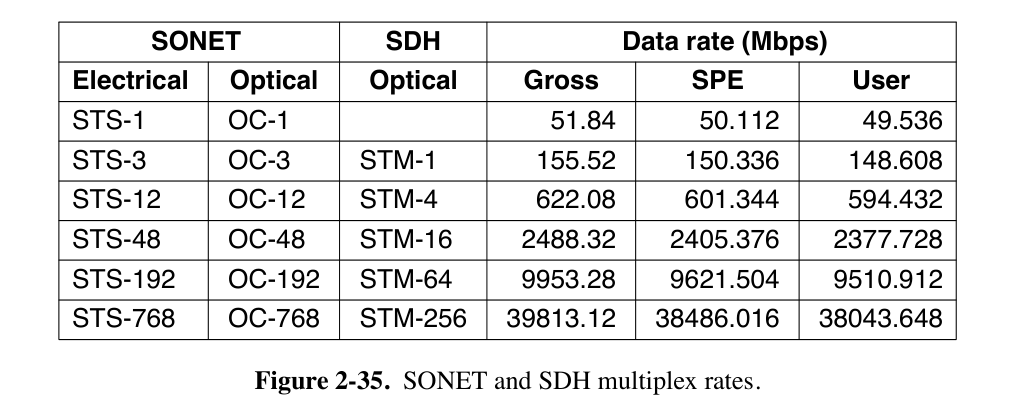 SONET SDH Data rate (Mbps)
Electrical Optical Optical Gross SPE User
STS-1 OC-1 51.84 50.112 49.536
STS-3 OC-3 STM-1 155.52 150.336 148.608
STS-12 OC-12 STM-4 622.08 601.344 594.432
STS-48 OC-48 STM-16 2488.32 2405.376 2377.728
STS-192 OC-192 STM-64 9953.28 9621.504 9510.912
STS-768 OC-768 STM-256 39813.12 38486.016 38043.648
Figure 2-35. SONET and SDH multiplex rates.